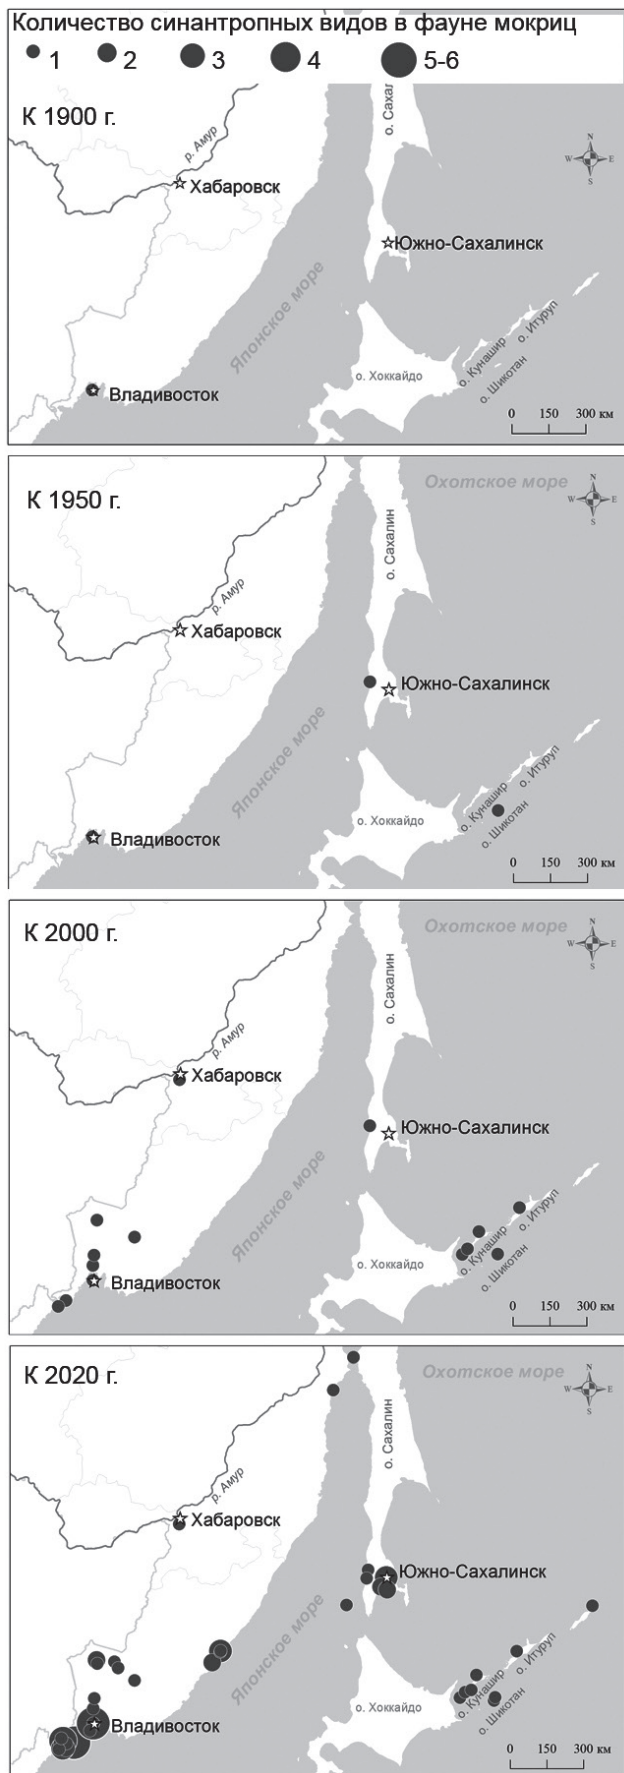 Количество синантропных видов в фауне мокриц
1 2 3 4 5-6
К 1900 г.
р. Амур
о. Сахал
N
W E
S
Хабаровск
Южно-Сахалинск
Японское море
о. Итуруп
о. Кунашир
о. Хоккайдо
о. Шикотан
Владивосток
0 150 300 км
К 1950 г.
Охотское море
N
W E
S
о. Сахалин
р. Амур
Хабаровск
Южно-Сахалинск
Японское море
о. Итуруп
о. Кунашир
о. Хоккайдо
о. Шикотан
Владивосток
0 150 300 км
К 2000 г.
Охотское море
N
W E
S
о. Сахалин
р. Амур
Хабаровск
Южно-Сахалинск
Японское море
о. Итуруп
о. Кунашир
о. Хоккайдо
о. Шикотан
Владивосток
0 150 300 км
К 2020 г.
Охотское море
N
W E
S
о. Сахалин
р. Амур
Хабаровск
Южно-Сахалинск
Японское море
о. Итуруп
о. Кунашир
о. Хоккайдо
о. Шикотан
Владивосток
0 150 300 км